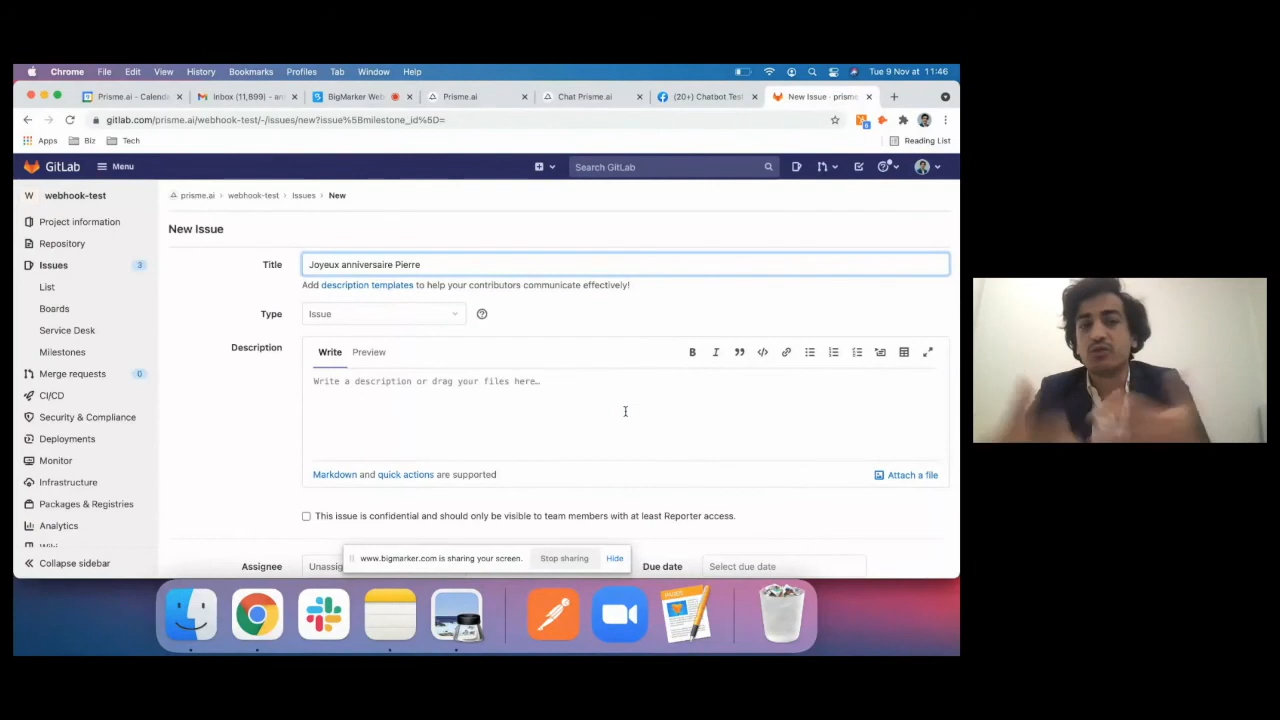 Chrome File Edit View History Bookmarks Profiles Tab Window Help Tue 9 Nov at 11:46
Prisme.ai - Calenda Inbox (11,899) - an BigMarker Web Prisme.ai Chat Prisme.ai (20+) Chatbot Test New Issue · prisme
gitlab.com/prisme.ai/webhook-test/-/issues/new?issue%5Bmilestone_id%5D=
Apps Biz Tech Reading List
GitLab Menu Search GitLab
W webhook-test
prisme.ai › webhook-test › Issues › New
Project information
New Issue
Repository
Issues 3
Title Joyeux anniversaire Pierre
List
Add description templates to help your contributors communicate effectively!
Boards
Type Issue
Service Desk
Description Write Preview
Milestones
Merge requests 0
Write a description or drag your files here…
CI/CD
Security & Compliance
Deployments
Monitor
Markdown and quick actions are supported Attach a file
Infrastructure
Packages & Registries
This issue is confidential and should only be visible to team members with at least Reporter access.
Analytics
www.bigmarker.com is sharing your screen. Stop sharing Hide
Collapse sidebar
Assignee Unassig Due date Select due date